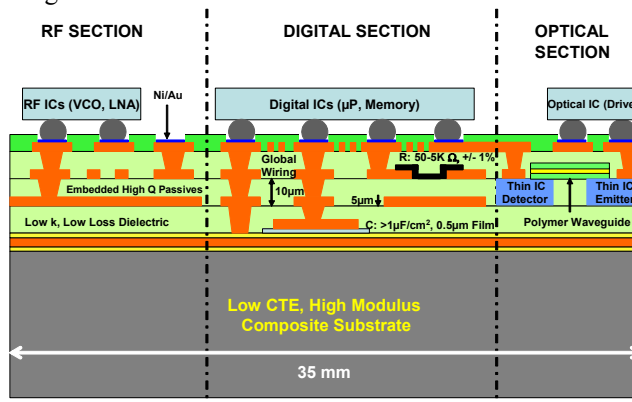 RF SECTION
DIGITAL SECTION
OPTICAL
SECTION
RF ICs (VCO, LNA)
Ni/Au
Digital ICs (µP, Memory)
Optical IC (Drive
Global
Wiring
R: 50-5K Ω, +/- 1%
Embedded High Q Passives
10µm
5µm
Thin IC
Detector
Thin IC
Emitter
Low k, Low Loss Dielectric
C: >1µF/cm², 0.5µm Film
Polymer Waveguide
Low CTE, High Modulus
Composite Substrate
35 mm